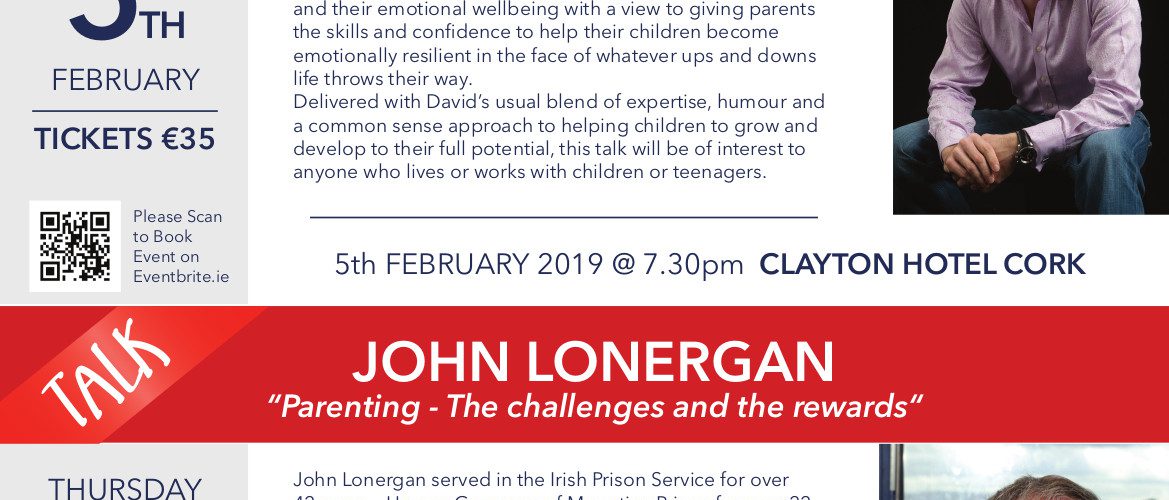 5TH
FEBRUARY
TICKETS €35
Please Scan
to Book
Event on
Eventbrite.ie
and their emotional wellbeing with a view to giving parents
the skills and confidence to help their children become
emotionally resilient in the face of whatever ups and downs
life throws their way.
Delivered with David’s usual blend of expertise, humour and
a common sense approach to helping children to grow and
develop to their full potential, this talk will be of interest to
anyone who lives or works with children or teenagers.
5th FEBRUARY 2019 @ 7.30pm CLAYTON HOTEL CORK
TALK
JOHN LONERGAN
“Parenting - The challenges and the rewards“
THURSDAY
John Lonergan served in the Irish Prison Service for over